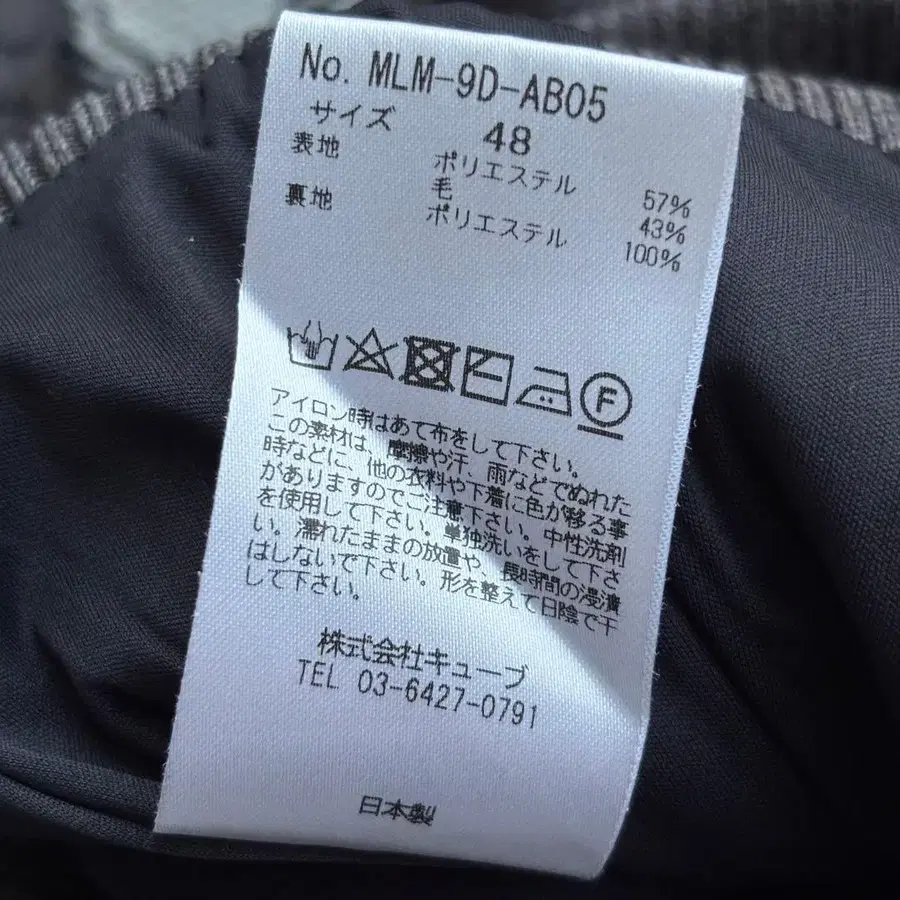 No. MLM-9D-AB05
サイズ 48
表地 ポリエステル 57%
毛 43%
裏地 ポリエステル 100%
F
アイロン時はあて布をして下さい。
この素材は、摩擦や汗、雨などでぬれた
時などに、他の衣料や下着に色が移る事
がありますのでご注意下さい。中性洗剤
を使用して下さい。単独洗いをして下さ
い。濡れたままの放置や、長時間の浸漬
はしないで下さい。形を整えて日陰で干
して下さい。
株式会社キューブ
TEL 03-6427-0791
日本製